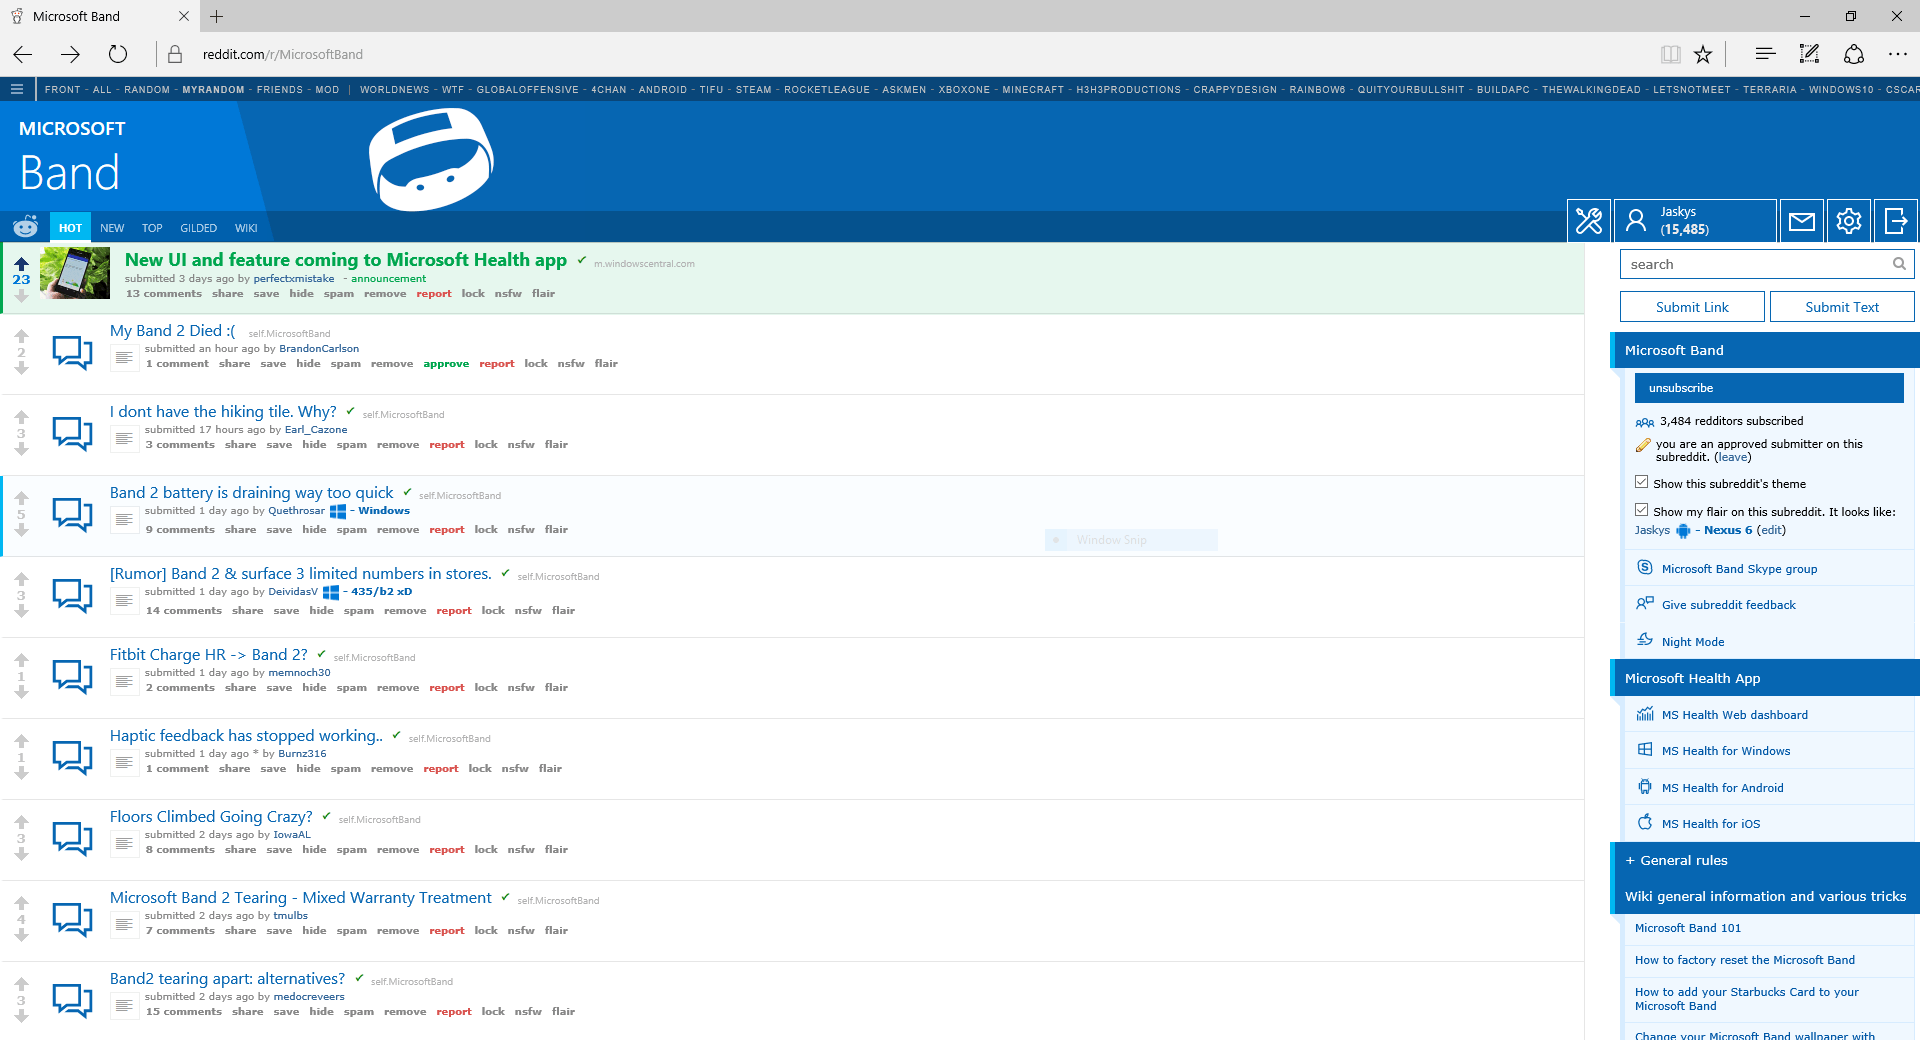 Microsoft Band
reddit.com/r/MicrosoftBand
FRONT - ALL - RANDOM - MYRANDOM - FRIENDS - MOD | WORLDNEWS - WTF - GLOBALOFFENSIVE - 4CHAN - ANDROID - TIFU - STEAM - ROCKETLEAGUE - ASKMEN - XBOXONE - MINECRAFT - H3H3PRODUCTIONS - CRAPPYDESIGN - RAINBOW6 - QUITYOURBULLSHIT - BUILDAPC - THEWALKINGDEAD - LETSNOTMEET - TERRARIA - WINDOWS10 - CSCAR
MICROSOFT
Band
HOT NEW TOP GILDED WIKI
Jaskys
(15,485)
23
New UI and feature coming to Microsoft Health app ✔ m.windowscentral.com
submitted 3 days ago by perfectxmistake - announcement
13 comments share save hide spam remove report lock nsfw flair
2
My Band 2 Died :( self.MicrosoftBand
submitted an hour ago by BrandonCarlson
1 comment share save hide spam remove approve report lock nsfw flair
3
I dont have the hiking tile. Why? ✔ self.MicrosoftBand
submitted 17 hours ago by Earl_Cazone
3 comments share save hide spam remove report lock nsfw flair
5
Band 2 battery is draining way too quick ✔ self.MicrosoftBand
submitted 1 day ago by Quethrosar - Windows
9 comments share save hide spam remove report lock nsfw flair
Window Snip
3
[Rumor] Band 2 & surface 3 limited numbers in stores. ✔ self.MicrosoftBand
submitted 1 day ago by DeividasV - 435/b2 xD
14 comments share save hide spam remove report lock nsfw flair
1
Fitbit Charge HR -> Band 2? ✔ self.MicrosoftBand
submitted 1 day ago by memnoch30
2 comments share save hide spam remove report lock nsfw flair
1
Haptic feedback has stopped working.. ✔ self.MicrosoftBand
submitted 1 day ago * by Burnz316
1 comment share save hide spam remove report lock nsfw flair
3
Floors Climbed Going Crazy? ✔ self.MicrosoftBand
submitted 2 days ago by IowaAL
8 comments share save hide spam remove report lock nsfw flair
4
Microsoft Band 2 Tearing - Mixed Warranty Treatment ✔ self.MicrosoftBand
submitted 2 days ago by tmulbs
7 comments share save hide spam remove report lock nsfw flair
3
Band2 tearing apart: alternatives? ✔ self.MicrosoftBand
submitted 2 days ago by medocreveers
15 comments share save hide spam remove report lock nsfw flair
search
Submit Link Submit Text
Microsoft Band
unsubscribe
3,484 redditors subscribed
you are an approved submitter on this
subreddit. (leave)
Show this subreddit's theme
Show my flair on this subreddit. It looks like:
Jaskys - Nexus 6 (edit)
Microsoft Band Skype group
Give subreddit feedback
Night Mode
Microsoft Health App
MS Health Web dashboard
MS Health for Windows
MS Health for Android
MS Health for iOS
+ General rules
Wiki general information and various tricks
Microsoft Band 101
How to factory reset the Microsoft Band
How to add your Starbucks Card to your
Microsoft Band
Change your Microsoft Band wallpaper with